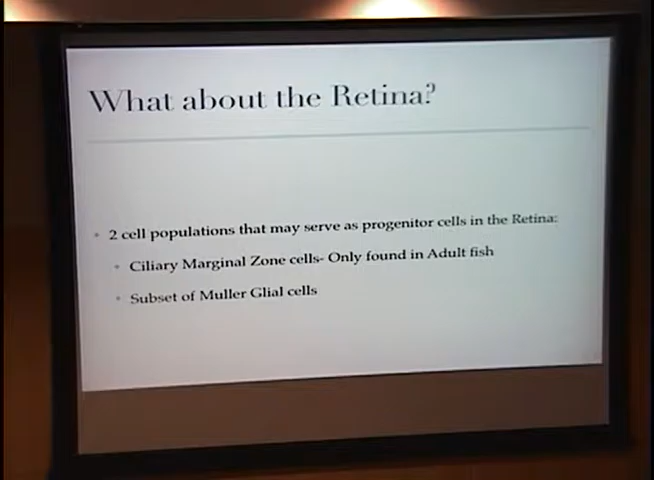 What about the Retina?
2 cell populations that may serve as progenitor cells in the Retina:
Ciliary Marginal Zone cells- Only found in Adult fish
Subset of Muller Glial cells